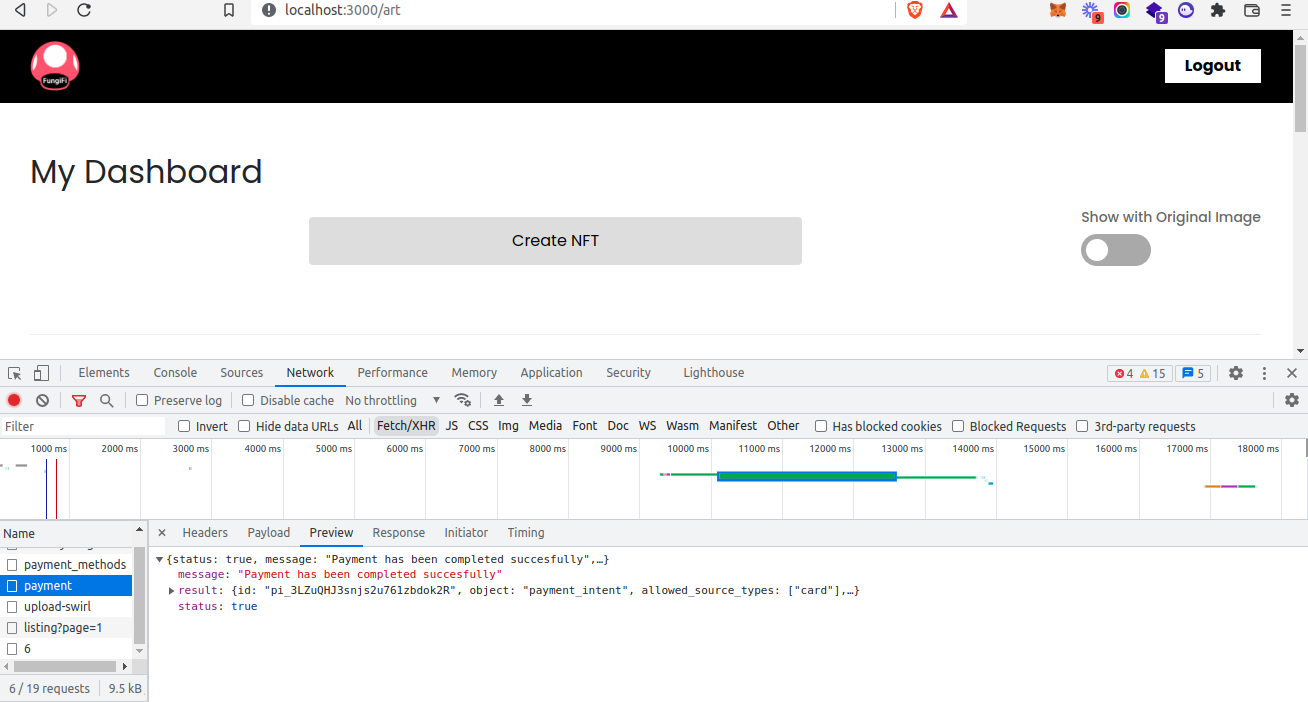 localhost:3000/art
9
9
FungiFi
Logout
My Dashboard
Show with Original Image
Create NFT
Elements Console Sources Network Performance Memory Application Security Lighthouse 4 15 5
Preserve log Disable cache No throttling
Filter Invert Hide data URLs All Fetch/XHR JS CSS Img Media Font Doc WS Wasm Manifest Other Has blocked cookies Blocked Requests 3rd-party requests
1000 ms 2000 ms 3000 ms 4000 ms 5000 ms 6000 ms 7000 ms 8000 ms 9000 ms 10000 ms 11000 ms 12000 ms 13000 ms 14000 ms 15000 ms 16000 ms 17000 ms 18000 ms
Name Headers Payload Preview Response Initiator Timing
{status: true, message: "Payment has been completed succesfully",…}
payment_methods
message: "Payment has been completed succesfully"
payment
result: {id: "pi_3LZuQHJ3snjs2u761zbdok2R", object: "payment_intent", allowed_source_types: ["card"],…}
upload-swirl
status: true
listing?page=1
6
6 / 19 requests 9.5 kB